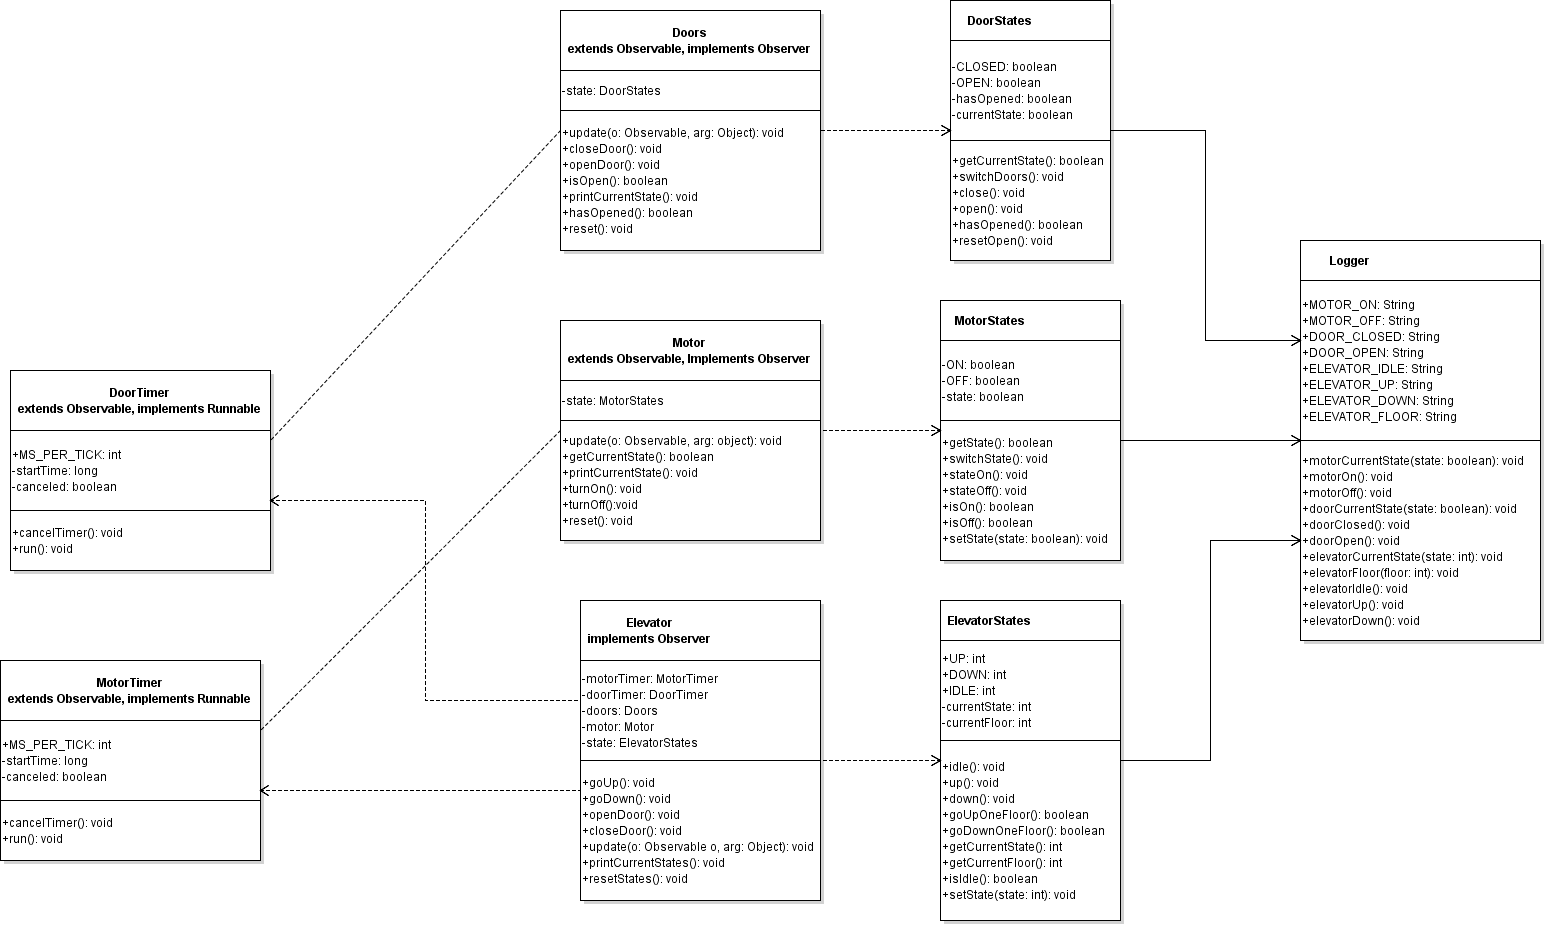 Doors
extends Observable, implements Observer
-state: DoorStates
+update(o: Observable, arg: Object): void
+closeDoor(): void
+openDoor(): void
+isOpen(): boolean
+printCurrentState(): void
+hasOpened(): boolean
+reset(): void
DoorStates
-CLOSED: boolean
-OPEN: boolean
-hasOpened: boolean
-currentState: boolean
+getCurrentState(): boolean
+switchDoors(): void
+close(): void
+open(): void
+hasOpened(): boolean
+resetOpen(): void
Logger
+MOTOR_ON: String
+MOTOR_OFF: String
+DOOR_CLOSED: String
+DOOR_OPEN: String
+ELEVATOR_IDLE: String
+ELEVATOR_UP: String
+ELEVATOR_DOWN: String
+ELEVATOR_FLOOR: String
+motorCurrentState(state: boolean): void
+motorOn(): void
+motorOff(): void
+doorCurrentState(state: boolean): void
+doorClosed(): void
+doorOpen(): void
+elevatorCurrentState(state: int): void
+elevatorFloor(floor: int): void
+elevatorIdle(): void
+elevatorUp(): void
+elevatorDown(): void
Motor
extends Observable, Implements Observer
-state: MotorStates
+update(o: Observable, arg: object): void
+getCurrentState(): boolean
+printCurrentState(): void
+turnOn(): void
+turnOff():void
+reset(): void
MotorStates
-ON: boolean
-OFF: boolean
-state: boolean
+getState(): boolean
+switchState(): void
+stateOn(): void
+stateOff(): void
+isOn(): boolean
+isOff(): boolean
+setState(state: boolean): void
DoorTimer
extends Observable, implements Runnable
+MS_PER_TICK: int
-startTime: long
-canceled: boolean
+cancelTimer(): void
+run(): void
MotorTimer
extends Observable, implements Runnable
+MS_PER_TICK: int
-startTime: long
-canceled: boolean
+cancelTimer(): void
+run(): void
Elevator
implements Observer
-motorTimer: MotorTimer
-doorTimer: DoorTimer
-doors: Doors
-motor: Motor
-state: ElevatorStates
+goUp(): void
+goDown(): void
+openDoor(): void
+closeDoor(): void
+update(o: Observable o, arg: Object): void
+printCurrentStates(): void
+resetStates(): void
ElevatorStates
+UP: int
+DOWN: int
+IDLE: int
-currentState: int
-currentFloor: int
+idle(): void
+up(): void
+down(): void
+goUpOneFloor(): boolean
+goDownOneFloor(): boolean
+getCurrentState(): int
+getCurrentFloor(): int
+isIdle(): boolean
+setState(state: int): void